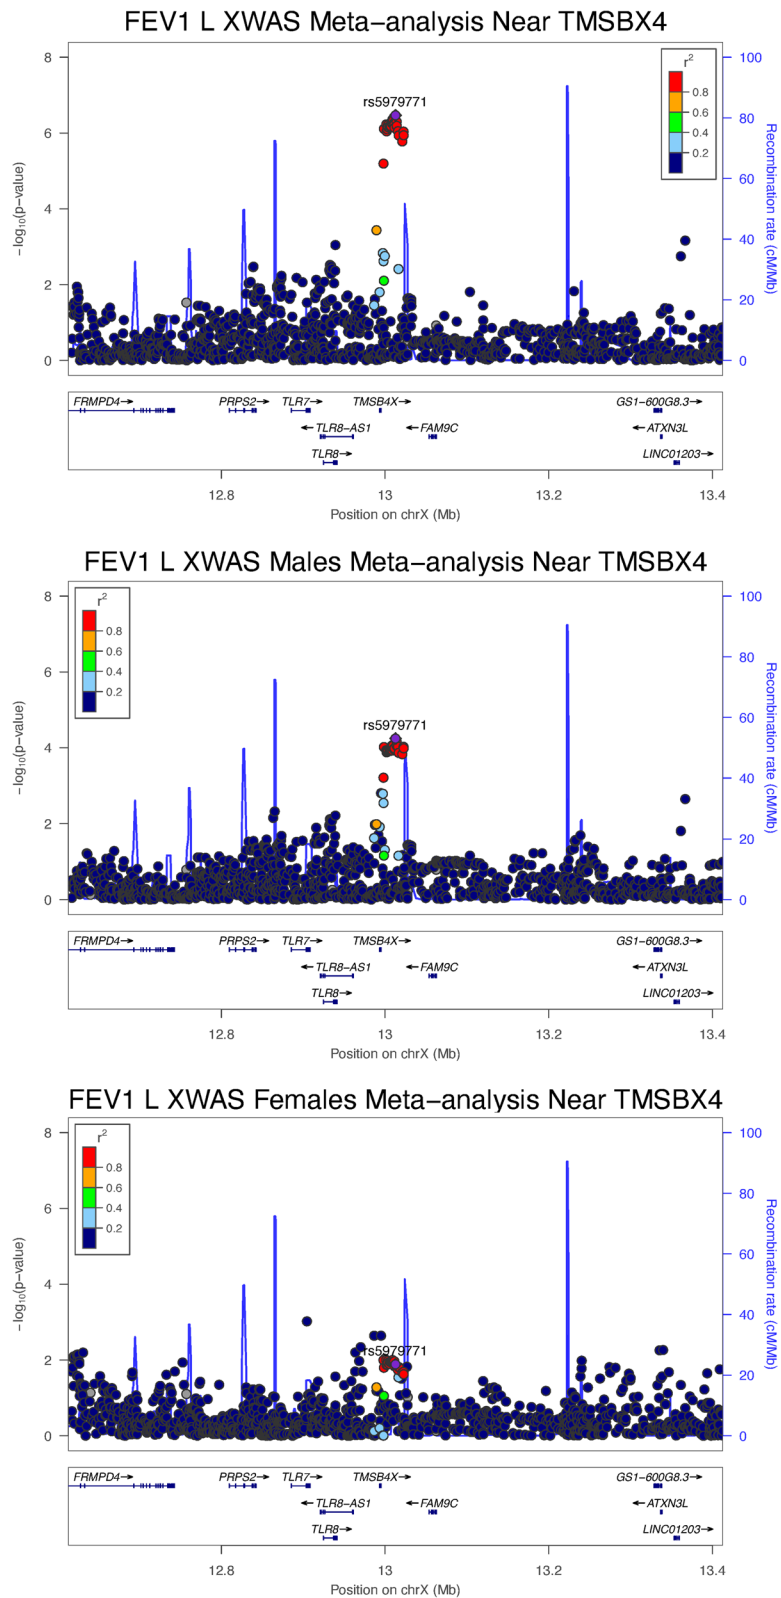 FEV1 L XWAS Meta−analysis Near TMSBX4
8
6
4
2
0
−log10(p−value)
100
80
60
40
20
0
Recombination rate (cM/Mb)
r2
0.8
0.6
0.4
0.2
rs5979771
FRMPD4→ PRPS2→ TLR7→ TMSB4X→ GS1−600G8.3→
←TLR8−AS1 ←FAM9C ←ATXN3L
TLR8→ LINC01203→
12.8 13 13.2 13.4
Position on chrX (Mb)
FEV1 L XWAS Males Meta−analysis Near TMSBX4
8
6
4
2
0
−log10(p−value)
100
80
60
40
20
0
Recombination rate (cM/Mb)
r2
0.8
0.6
0.4
0.2
rs5979771
FRMPD4→ PRPS2→ TLR7→ TMSB4X→ GS1−600G8.3→
←TLR8−AS1 ←FAM9C ←ATXN3L
TLR8→ LINC01203→
12.8 13 13.2 13.4
Position on chrX (Mb)
FEV1 L XWAS Females Meta−analysis Near TMSBX4
8
6
4
2
0
−log10(p−value)
100
80
60
40
20
0
Recombination rate (cM/Mb)
r2
0.8
0.6
0.4
0.2
rs5979771
FRMPD4→ PRPS2→ TLR7→ TMSB4X→ GS1−600G8.3→
←TLR8−AS1 ←FAM9C ←ATXN3L
TLR8→ LINC01203→
12.8 13 13.2 13.4
Position on chrX (Mb)